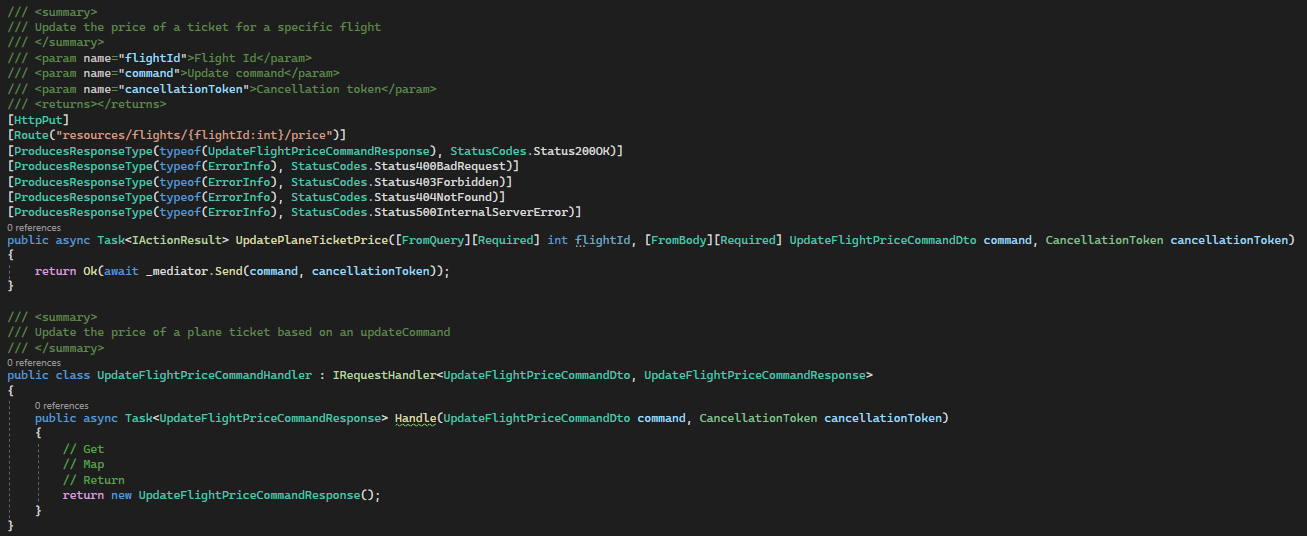 /// <summary>
/// Update the price of a ticket for a specific flight
/// </summary>
/// <param name="flightId">Flight Id</param>
/// <param name="command">Update command</param>
/// <param name="cancellationToken">Cancellation token</param>
/// <returns></returns>
[HttpPut]
[Route("resources/flights/{flightId:int}/price")]
[ProducesResponseType(typeof(UpdateFlightPriceCommandResponse), StatusCodes.Status200OK)]
[ProducesResponseType(typeof(ErrorInfo), StatusCodes.Status400BadRequest)]
[ProducesResponseType(typeof(ErrorInfo), StatusCodes.Status403Forbidden)]
[ProducesResponseType(typeof(ErrorInfo), StatusCodes.Status404NotFound)]
[ProducesResponseType(typeof(ErrorInfo), StatusCodes.Status500InternalServerError)]
0 references
public async Task<IActionResult> UpdatePlaneTicketPrice([FromQuery][Required] int flightId, [FromBody][Required] UpdateFlightPriceCommandDto command, CancellationToken cancellationToken)
{
    return Ok(await _mediator.Send(command, cancellationToken));
}
/// <summary>
/// Update the price of a plane ticket based on an updateCommand
/// </summary>
0 references
public class UpdateFlightPriceCommandHandler : IRequestHandler<UpdateFlightPriceCommandDto, UpdateFlightPriceCommandResponse>
{
    0 references
    public async Task<UpdateFlightPriceCommandResponse> Handle(UpdateFlightPriceCommandDto command, CancellationToken cancellationToken)
    {
        // Get
        // Map
        // Return
        return new UpdateFlightPriceCommandResponse();
    }
}